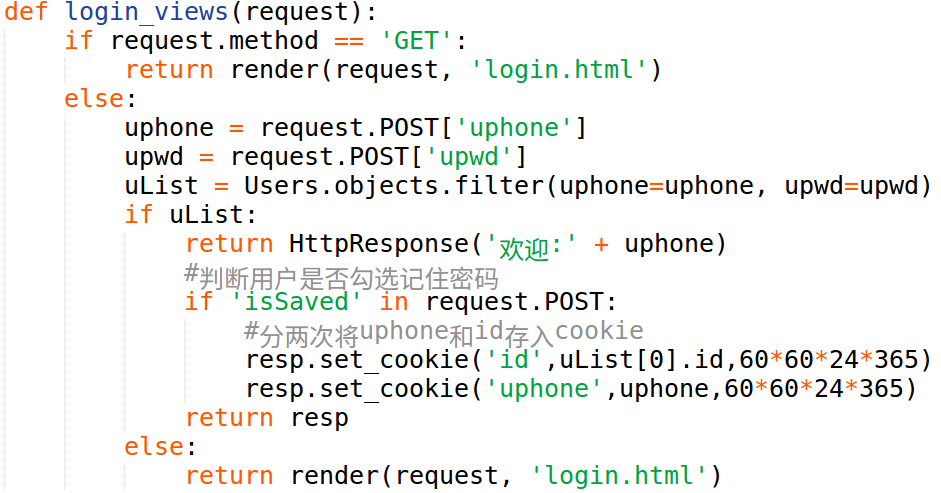 def login_views(request):
    if request.method == 'GET':
        return render(request, 'login.html')
    else:
        uphone = request.POST['uphone']
        upwd = request.POST['upwd']
        uList = Users.objects.filter(uphone=uphone, upwd=upwd)
        if uList:
            return HttpResponse('欢迎:' + uphone)
            #判断用户是否勾选记住密码
            if 'isSaved' in request.POST:
                #分两次将uphone和id存入cookie
                resp.set_cookie('id',uList[0].id,60*60*24*365)
                resp.set_cookie('uphone',uphone,60*60*24*365)
            return resp
        else:
            return render(request, 'login.html')